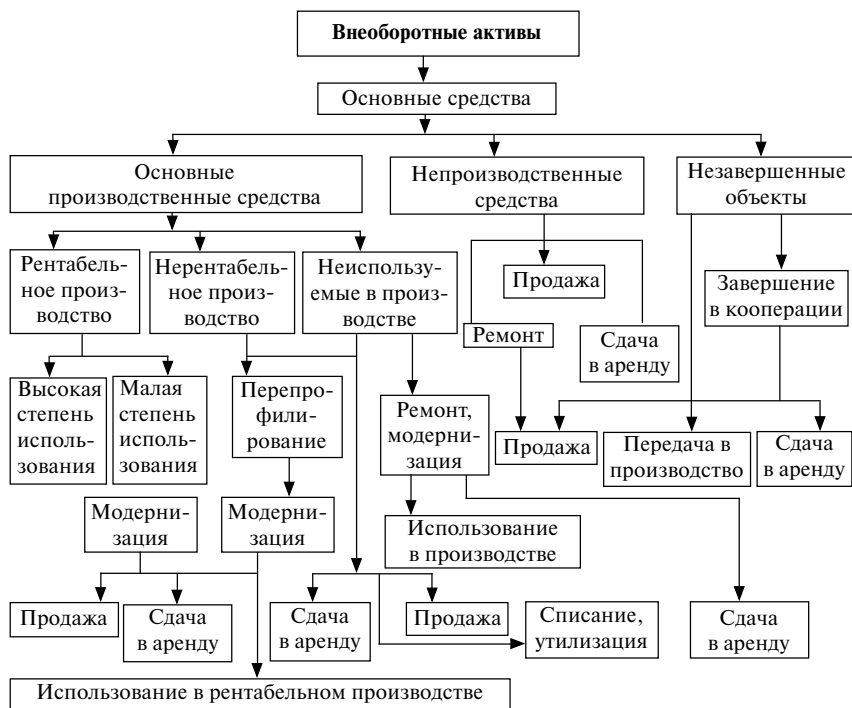 Внеоборотные активы
Основные средства
Основные
производственные средства
Непроизводственные
средства
Незавершенные
объекты
Рентабель-
ное произ-
водство
Нерентабель-
ное произ-
водство
Неиспользу-
емые в произ-
водстве
Продажа
Завершение
в кооперации
Ремонт
Сдача
в аренду
Высокая
степень
исполь-
зования
Малая
степень
исполь-
зования
Перепро-
фили-
рование
Ремонт,
модерни-
зация
Продажа
Передача в
производство
Сдача
в аренду
Модерни-
зация
Модерни-
зация
Использование
в производстве
Продажа
Сдача
в аренду
Сдача
в аренду
Продажа
Списание,
утилизация
Сдача
в аренду
Использование в рентабельном производстве